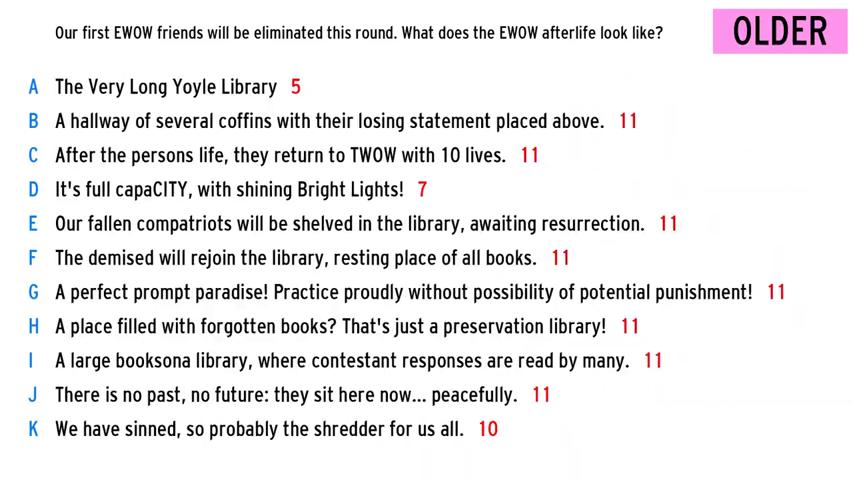 Our first EWOW friends will be eliminated this round. What does the EWOW afterlife look like?
OLDER
A The Very Long Yoyle Library 5
B A hallway of several coffins with their losing statement placed above. 11
C After the persons life, they return to TWOW with 10 lives. 11
D It's full capaCITY, with shining Bright Lights! 7
E Our fallen compatriots will be shelved in the library, awaiting resurrection. 11
F The demised will rejoin the library, resting place of all books. 11
G A perfect prompt paradise! Practice proudly without possibility of potential punishment! 11
H A place filled with forgotten books? That's just a preservation library! 11
I A large booksona library, where contestant responses are read by many. 11
J There is no past, no future: they sit here now... peacefully. 11
K We have sinned, so probably the shredder for us all. 10